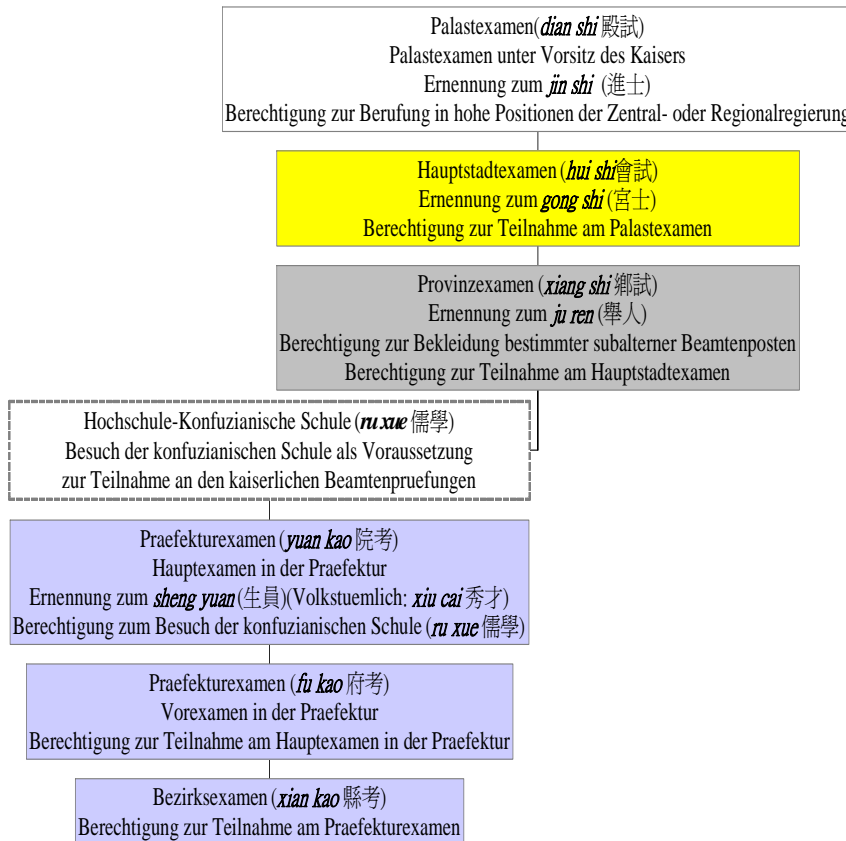 Palastexamen(dian shi 殿試)
Palastexamen unter Vorsitz des Kaisers
Ernennung zum jin shi (進士)
Berechtigung zur Berufung in hohe Positionen der Zentral- oder Regionalregierung
Hauptstadtexamen (hui shi會試)
Ernennung zum gong shi (宮士)
Berechtigung zur Teilnahme am Palastexamen
Provinzexamen (xiang shi 鄉試)
Ernennung zum ju ren (舉人)
Berechtigung zur Bekleidung bestimmter subalterner Beamtenposten
Berechtigung zur Teilnahme am Hauptstadtexamen
Hochschule-Konfuzianische Schule (ru xue 儒學)
Besuch der konfuzianischen Schule als Voraussetzung
zur Teilnahme an den kaiserlichen Beamtenpruefungen
Praefekturexamen (yuan kao 院考)
Hauptexamen in der Praefektur
Ernennung zum sheng yuan (生員)(Volkstuemlich: xiu cai 秀才)
Berechtigung zum Besuch der konfuzianischen Schule (ru xue 儒學)
Praefekturexamen (fu kao 府考)
Vorexamen in der Praefektur
Berechtigung zur Teilnahme am Hauptexamen in der Praefektur
Bezirksexamen (xian kao 縣考)
Berechtigung zur Teilnahme am Praefekturexamen